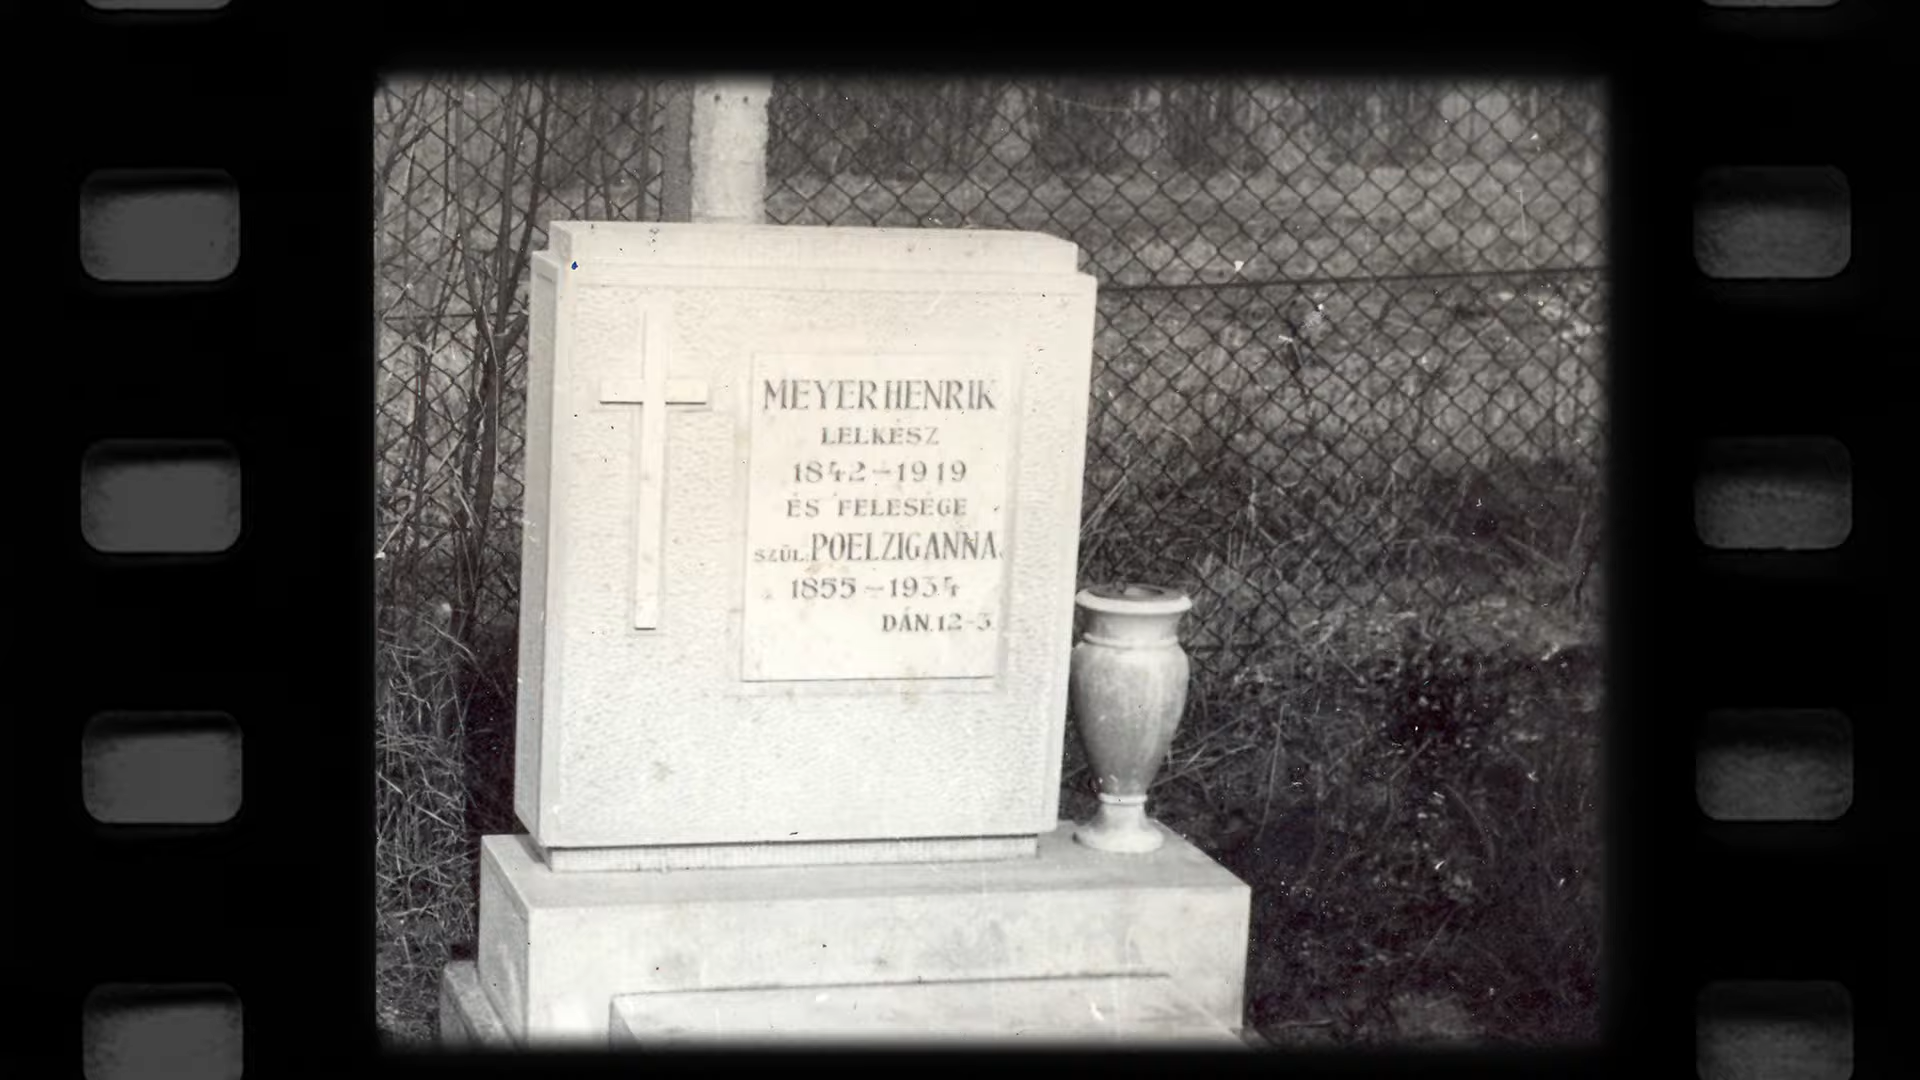 MEYER HENRIK
LELKÉSZ
1842-1919
ÉS FELESÉGE
SZÜL. POELZIG ANNA.
1855-1934
DÁN.12-3.